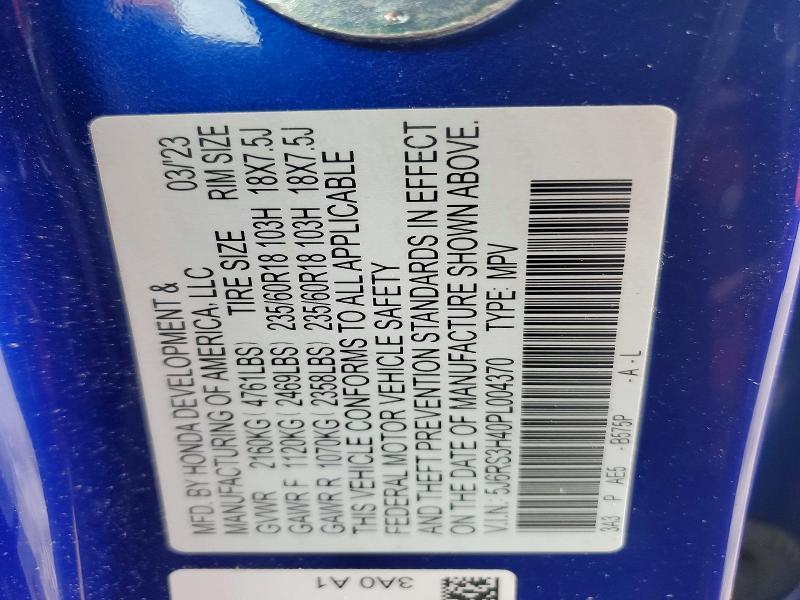 MFD. BY HONDA DEVELOPMENT & 03/'23
MANUFACTURING OF AMERICA, LLC
TIRE SIZE RIM SIZE
GVWR 2160KG ( 4761LBS)
GAWR F 1120KG ( 2469LBS) 235/60R18 103H 18X7.5J
GAWR R 1070KG ( 2358LBS) 235/60R18 103H 18X7.5J
THIS VEHICLE CONFORMS TO ALL APPLICABLE
FEDERAL MOTOR VEHICLE SAFETY
AND THEFT PREVENTION STANDARDS IN EFFECT
ON THE DATE OF MANUFACTURE SHOWN ABOVE.
V.I.N: 5J6RS3H40PL004370 TYPE: MPV
3A3 P AE5 -B575P -A-L
3A0 A1